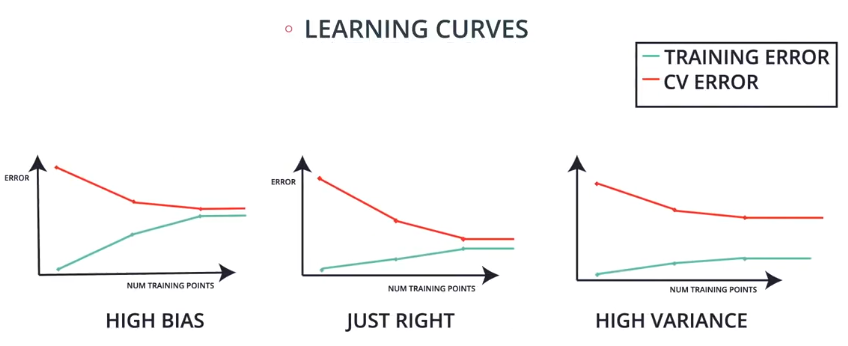 LEARNING CURVES
TRAINING ERROR
CV ERROR
ERROR
NUM TRAINING POINTS
HIGH BIAS
ERROR
NUM TRAINING POINTS
JUST RIGHT
NUM TRAINING POINTS
HIGH VARIANCE